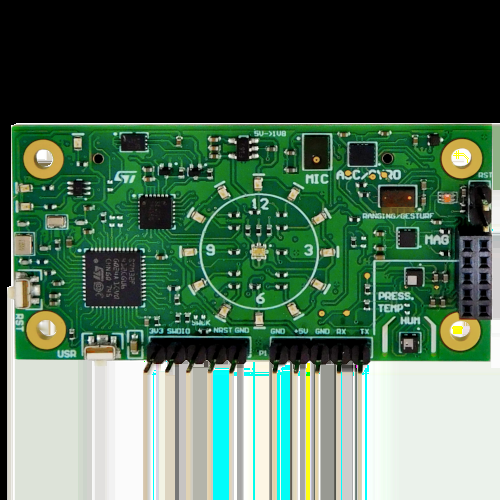 5V->1V8
MIC
ACC/GYRO
RST
RANGING/GESTURE
12
9
3
6
MAG
PRESS.
TEMP
HUM
RST
USR
3V3 SWDIO
NRST GND
P1
GND +5V GND RX TX